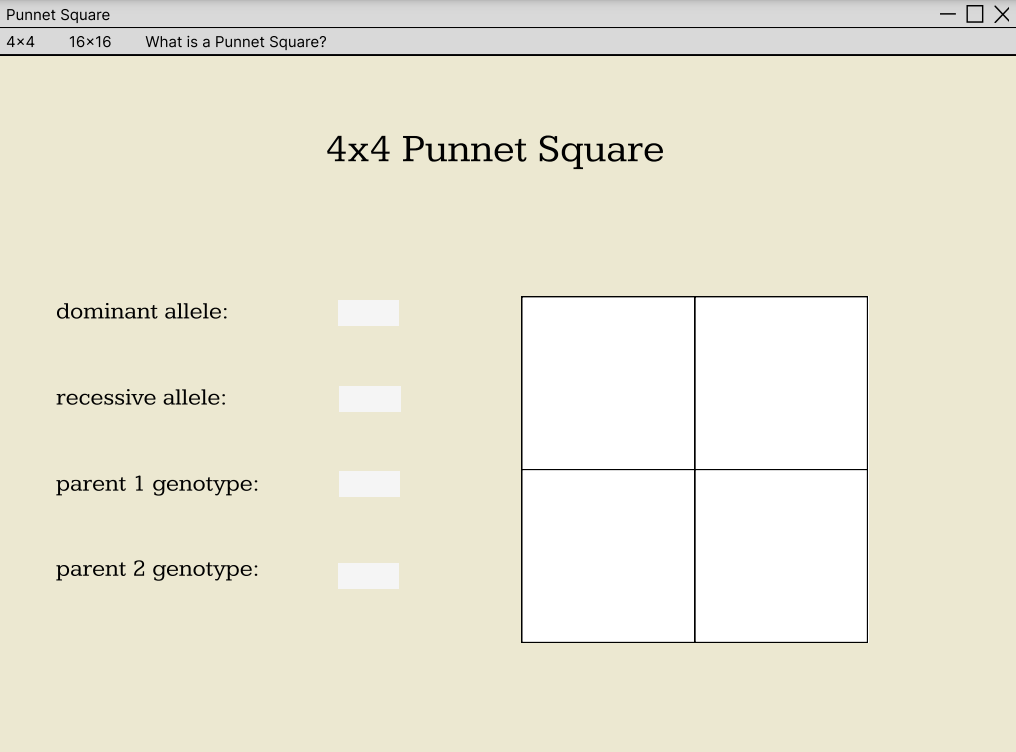 Punnet Square
4×4 16×16 What is a Punnet Square?
4x4 Punnet Square
dominant allele:
recessive allele:
parent 1 genotype:
parent 2 genotype: